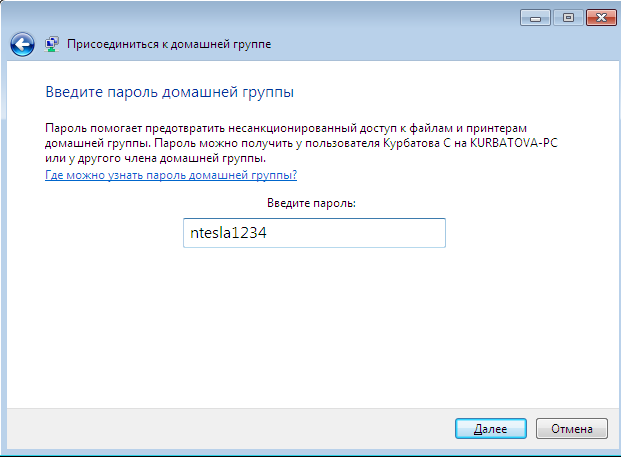 Присоединиться к домашней группе
Введите пароль домашней группы
Пароль помогает предотвратить несанкционированный доступ к файлам и принтерам
домашней группы. Пароль можно получить у пользователя Курбатова С на KURBATOVA-PC
или у другого члена домашней группы.
Где можно узнать пароль домашней группы?
Введите пароль:
ntesla1234
Далее
Отмена